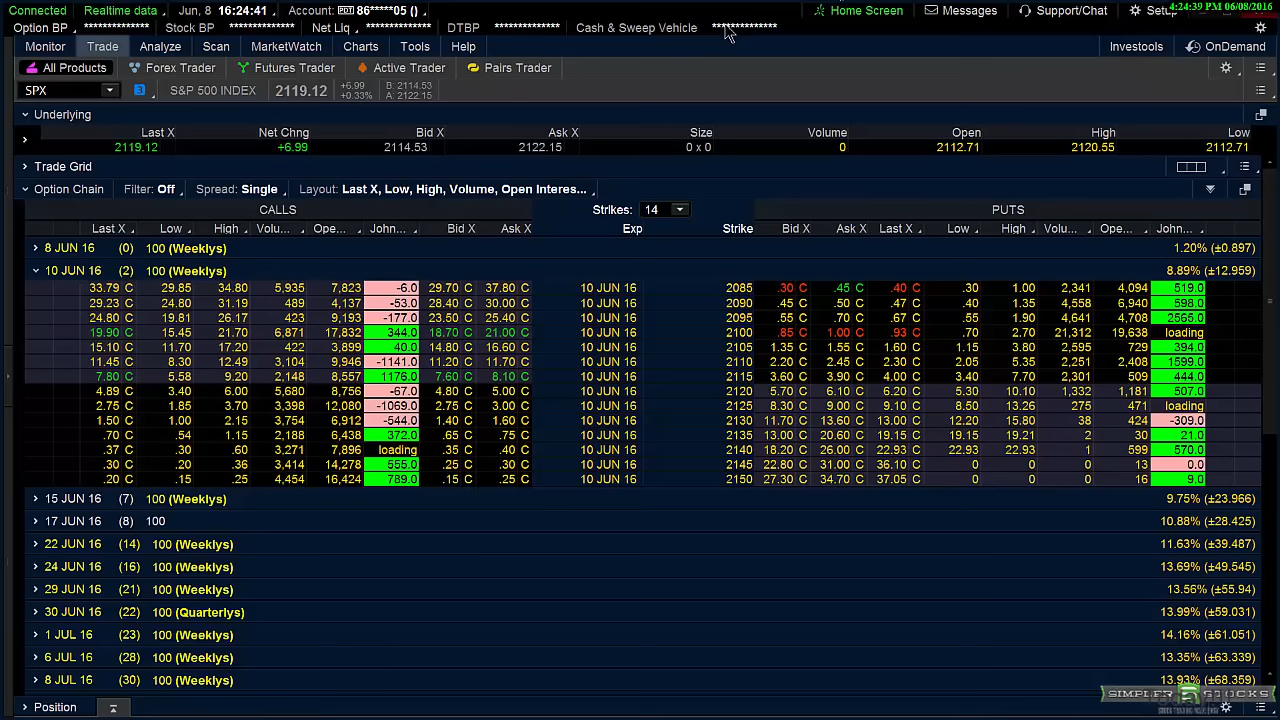 Connected Realtime data Jun, 8 16:24:41 Account: PDT 86*****05 () Home Screen Messages Support/Chat Setup 4:24:39 PM 06/08/2016
Option BP ************** Stock BP ************** Net Liq ************** DTBP ************** Cash & Sweep Vehicle **************
Monitor Trade Analyze Scan MarketWatch Charts Tools Help Investools OnDemand
All Products Forex Trader Futures Trader Active Trader Pairs Trader
SPX 3 S&P 500 INDEX 2119.12 +6.99 +0.33% B: 2114.53 A: 2122.15
Underlying
Last X Net Chng Bid X Ask X Size Volume Open High Low
2119.12 +6.99 2114.53 2122.15 0 x 0 0 2112.71 2120.55 2112.71
Trade Grid
Option Chain Filter: Off Spread: Single Layout: Last X, Low, High, Volume, Open Interes...
CALLS Strikes: 14 PUTS
Last X Low High Volu... Ope... John... Bid X Ask X Exp Strike Bid X Ask X Last X Low High Volu... Ope... John...
8 JUN 16 (0) 100 (Weeklys) 1.20% (±0.897)
10 JUN 16 (2) 100 (Weeklys) 8.89% (±12.959)
33.79 C 29.85 34.80 5,935 7,823 -6.0 29.70 C 37.80 C 10 JUN 16 2085 .30 C .45 C .40 C .30 1.00 2,341 4,094 519.0
29.23 C 24.80 31.19 489 4,137 -53.0 28.40 C 30.00 C 10 JUN 16 2090 .45 C .50 C .47 C .40 1.35 4,558 6,940 598.0
24.80 C 19.81 26.17 423 9,193 -177.0 23.50 C 25.40 C 10 JUN 16 2095 .55 C .70 C .67 C .55 1.90 4,641 4,708 2565.0
19.90 C 15.45 21.70 6,871 17,832 344.0 18.70 C 21.00 C 10 JUN 16 2100 .85 C 1.00 C .93 C .70 2.70 21,312 19,638 loading
15.10 C 11.70 17.20 422 3,899 40.0 14.80 C 16.60 C 10 JUN 16 2105 1.35 C 1.55 C 1.60 C 1.15 3.75 2,595 729 394.0
11.45 C 8.30 12.49 3,104 9,946 -1141.0 11.20 C 11.70 C 10 JUN 16 2110 2.20 C 2.45 C 2.30 C 2.05 5.35 2,221 2,408 1599.0
7.80 C 5.58 9.20 2,148 8,557 1176.0 7.60 C 8.10 C 10 JUN 16 2115 3.60 C 3.90 C 4.00 C 3.40 7.70 2,301 509 444.0
4.89 C 3.40 6.00 5,680 8,756 -67.0 4.80 C 5.00 C 10 JUN 16 2120 5.70 C 6.10 C 6.20 C 5.30 10.10 1,332 1,181 507.0
2.75 C 1.85 3.70 3,398 12,080 -1069.0 2.75 C 3.00 C 10 JUN 16 2125 8.30 C 9.00 C 9.10 C 8.50 13.26 275 471 loading
1.50 C 1.00 2.15 3,754 6,912 -544.0 1.40 C 1.60 C 10 JUN 16 2130 11.70 C 13.60 C 13.00 C 12.20 15.80 38 424 -309.0
.70 C .54 1.15 2,188 6,438 372.0 .65 C .75 C 10 JUN 16 2135 13.00 C 20.60 C 19.15 C 19.15 19.21 2 30 21.0
.37 C .30 .60 3,271 7,896 loading .35 C .40 C 10 JUN 16 2140 18.20 C 26.00 C 22.93 C 22.93 22.93 1 599 570.0
.30 C .20 .36 3,414 14,278 555.0 .25 C .30 C 10 JUN 16 2145 22.80 C 31.00 C 36.10 C 0 0 0 13 0.0
.20 C .15 .25 4,454 16,424 789.0 .15 C .25 C 10 JUN 16 2150 27.30 C 34.70 C 37.05 C 0 0 0 16 9.0
15 JUN 16 (7) 100 (Weeklys) 9.75% (±23.966)
17 JUN 16 (8) 100 10.88% (±28.425)
22 JUN 16 (14) 100 (Weeklys) 11.63% (±39.487)
24 JUN 16 (16) 100 (Weeklys) 13.69% (±49.545)
29 JUN 16 (21) 100 (Weeklys) 13.56% (±55.94)
30 JUN 16 (22) 100 (Quarterlys) 13.99% (±59.031)
1 JUL 16 (23) 100 (Weeklys) 14.16% (±61.051)
6 JUL 16 (28) 100 (Weeklys) 13.35% (±63.339)
8 JUL 16 (30) 100 (Weeklys) 13.93% (±68.359)
SIMPLER STOCKS
Position